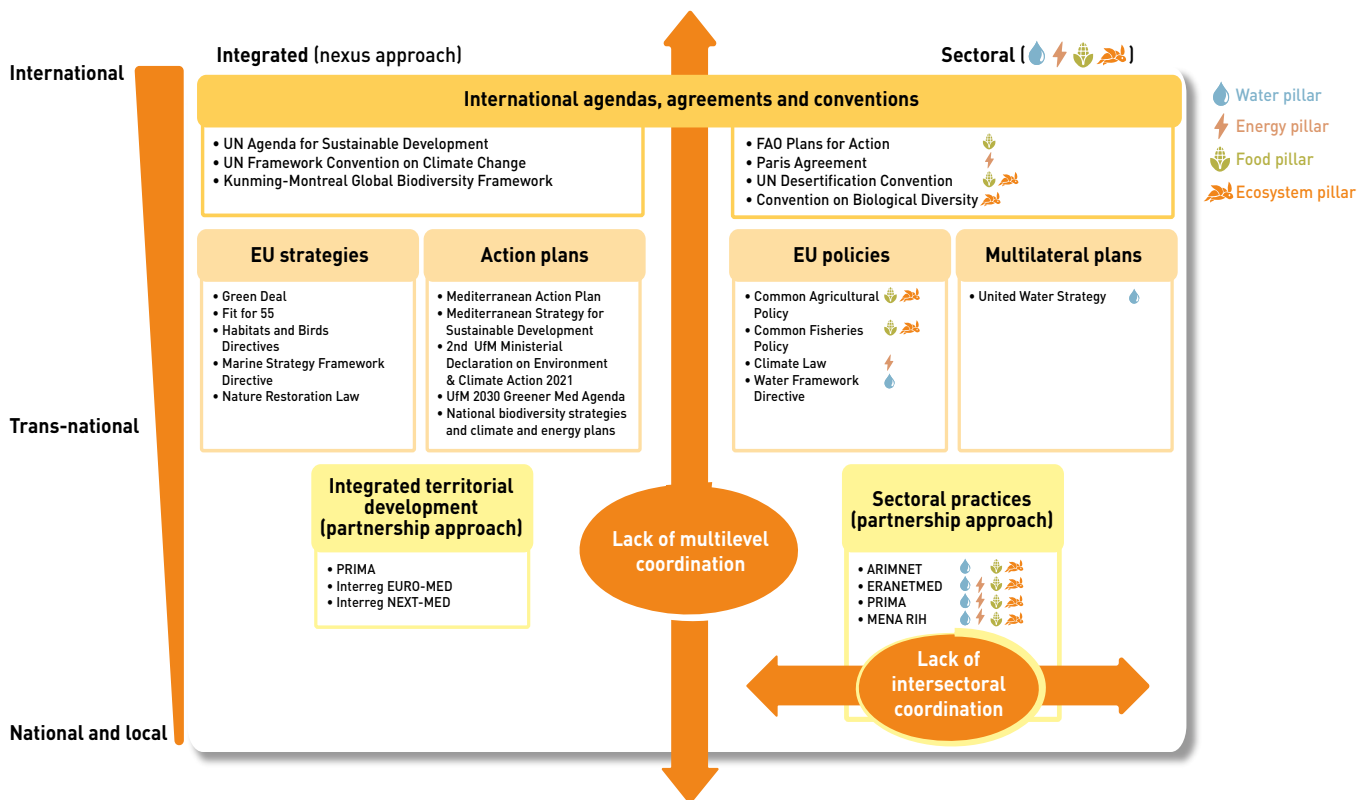 Integrated (nexus approach)
Sectoral ( )
International
Trans-national
National and local
Water pillar
Energy pillar
Food pillar
Ecosystem pillar
International agendas, agreements and conventions
• UN Agenda for Sustainable Development
• UN Framework Convention on Climate Change
• Kunming-Montreal Global Biodiversity Framework
• FAO Plans for Action
• Paris Agreement
• UN Desertification Convention
• Convention on Biological Diversity
EU strategies
• Green Deal
• Fit for 55
• Habitats and Birds
Directives
• Marine Strategy Framework
Directive
• Nature Restoration Law
Action plans
• Mediterranean Action Plan
• Mediterranean Strategy for
Sustainable Development
• 2nd UfM Ministerial
Declaration on Environment
& Climate Action 2021
• UfM 2030 Greener Med Agenda
• National biodiversity strategies
and climate and energy plans
EU policies
• Common Agricultural
Policy
• Common Fisheries
Policy
• Climate Law
• Water Framework
Directive
Multilateral plans
• United Water Strategy
Integrated territorial
development
(partnership approach)
• PRIMA
• Interreg EURO-MED
• Interreg NEXT-MED
Lack of multilevel
coordination
Sectoral practices
(partnership approach)
• ARIMNET
• ERANETMED
• PRIMA
• MENA RIH
Lack of
intersectoral
coordination